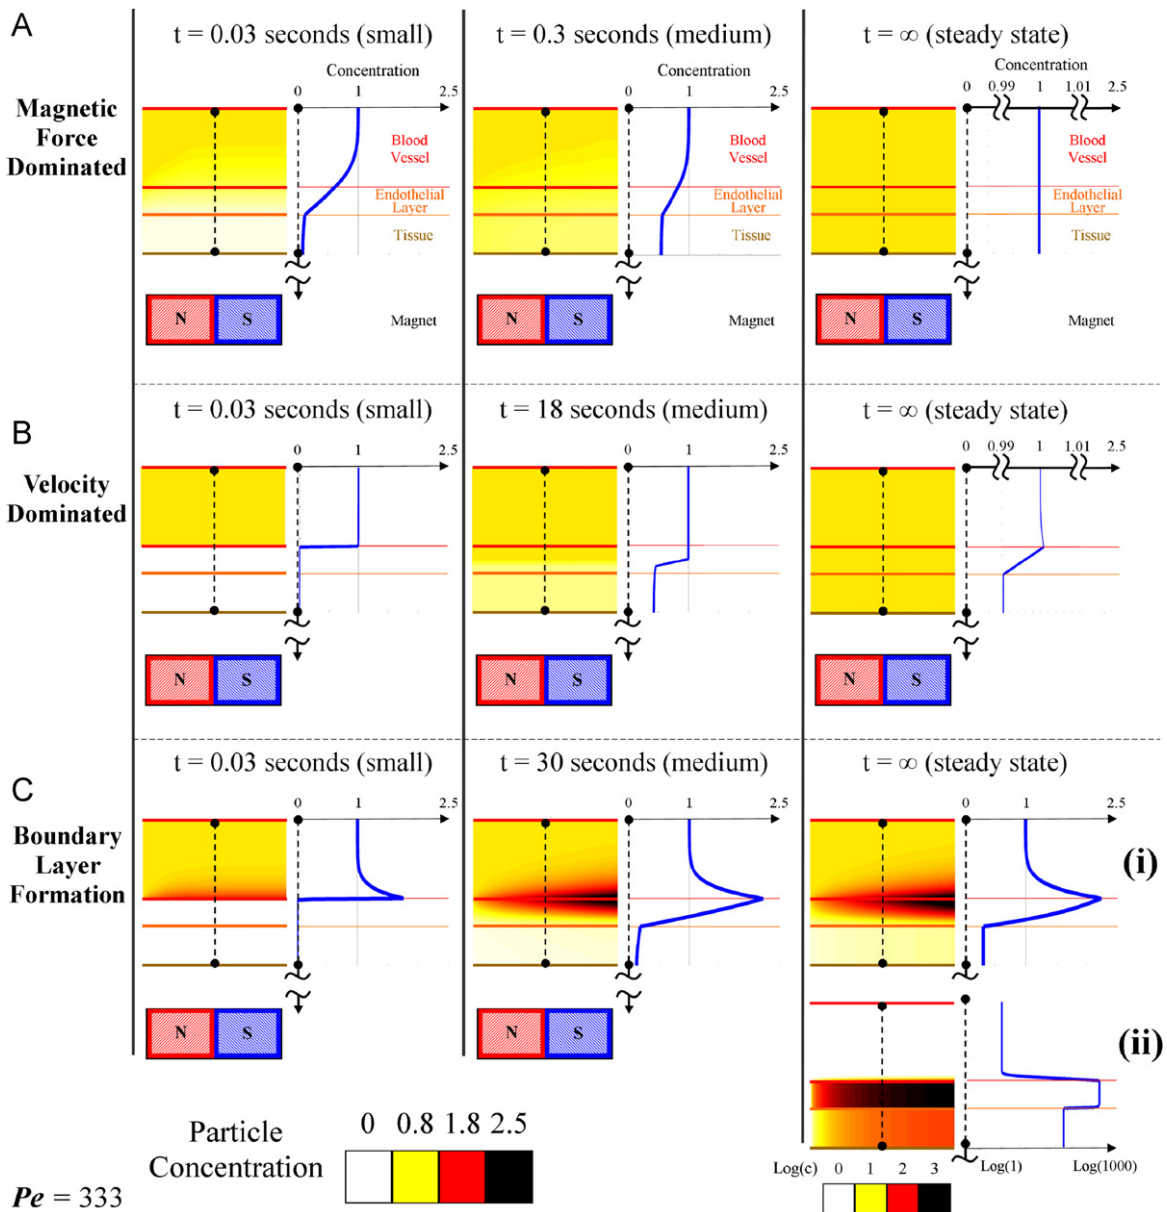 A
t = 0.03 seconds (small)
t = 0.3 seconds (medium)
t = ∞ (steady state)
Magnetic
Force
Dominated
Concentration
0 1 2.5
Blood
Vessel
Endothelial
Layer
Tissue
N S
Magnet
Concentration
0 1 2.5
Blood
Vessel
Endothelial
Layer
Tissue
N S
Magnet
Concentration
0 0.99 1 1.01 2.5
Blood
Vessel
Endothelial
Layer
Tissue
N S
Magnet
B
t = 0.03 seconds (small)
t = 18 seconds (medium)
t = ∞ (steady state)
Velocity
Dominated
0 1 2.5
N S
0 1 2.5
N S
0 0.99 1 1.01 2.5
N S
C
t = 0.03 seconds (small)
t = 30 seconds (medium)
t = ∞ (steady state)
Boundary
Layer
Formation
0 1 2.5
N S
0 1 2.5
N S
0 1 2.5
(i)
(ii)
Log(1) Log(1000)
Log(c) 0 1 2 3
Particle
Concentration
0 0.8 1.8 2.5
Pe = 333